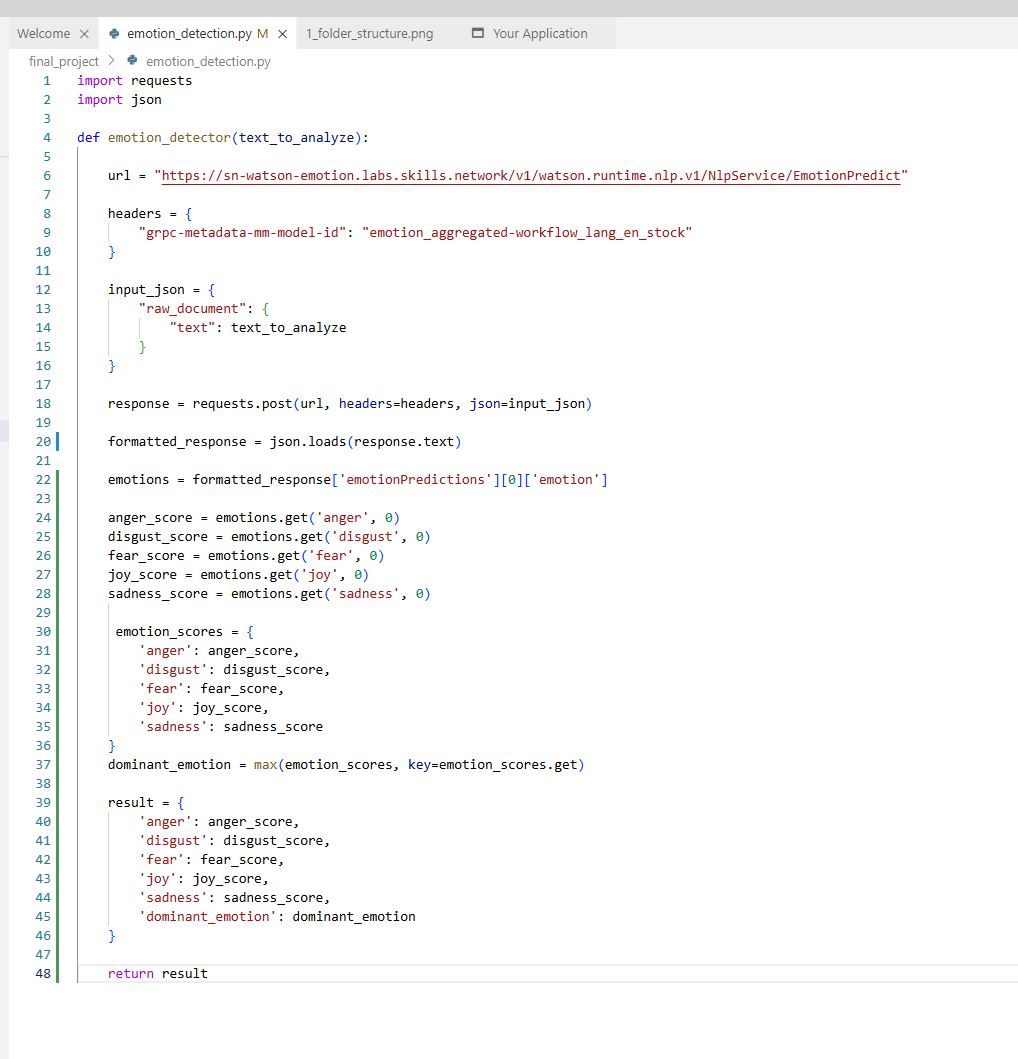 Welcome × emotion_detection.py M × 1_folder_structure.png Your Application
final_project > emotion_detection.py
1 import requests
2 import json
3
4 def emotion_detector(text_to_analyze):
5
6     url = "https://sn-watson-emotion.labs.skills.network/v1/watson.runtime.nlp.v1/NlpService/EmotionPredict"
7
8     headers = {
9         "grpc-metadata-mm-model-id": "emotion_aggregated-workflow_lang_en_stock"
10     }
11
12     input_json = {
13         "raw_document": {
14             "text": text_to_analyze
15         }
16     }
17
18     response = requests.post(url, headers=headers, json=input_json)
19
20     formatted_response = json.loads(response.text)
21
22     emotions = formatted_response['emotionPredictions'][0]['emotion']
23
24     anger_score = emotions.get('anger', 0)
25     disgust_score = emotions.get('disgust', 0)
26     fear_score = emotions.get('fear', 0)
27     joy_score = emotions.get('joy', 0)
28     sadness_score = emotions.get('sadness', 0)
29
30      emotion_scores = {
31         'anger': anger_score,
32         'disgust': disgust_score,
33         'fear': fear_score,
34         'joy': joy_score,
35         'sadness': sadness_score
36     }
37     dominant_emotion = max(emotion_scores, key=emotion_scores.get)
38
39     result = {
40         'anger': anger_score,
41         'disgust': disgust_score,
42         'fear': fear_score,
43         'joy': joy_score,
44         'sadness': sadness_score,
45         'dominant_emotion': dominant_emotion
46     }
47
48     return result